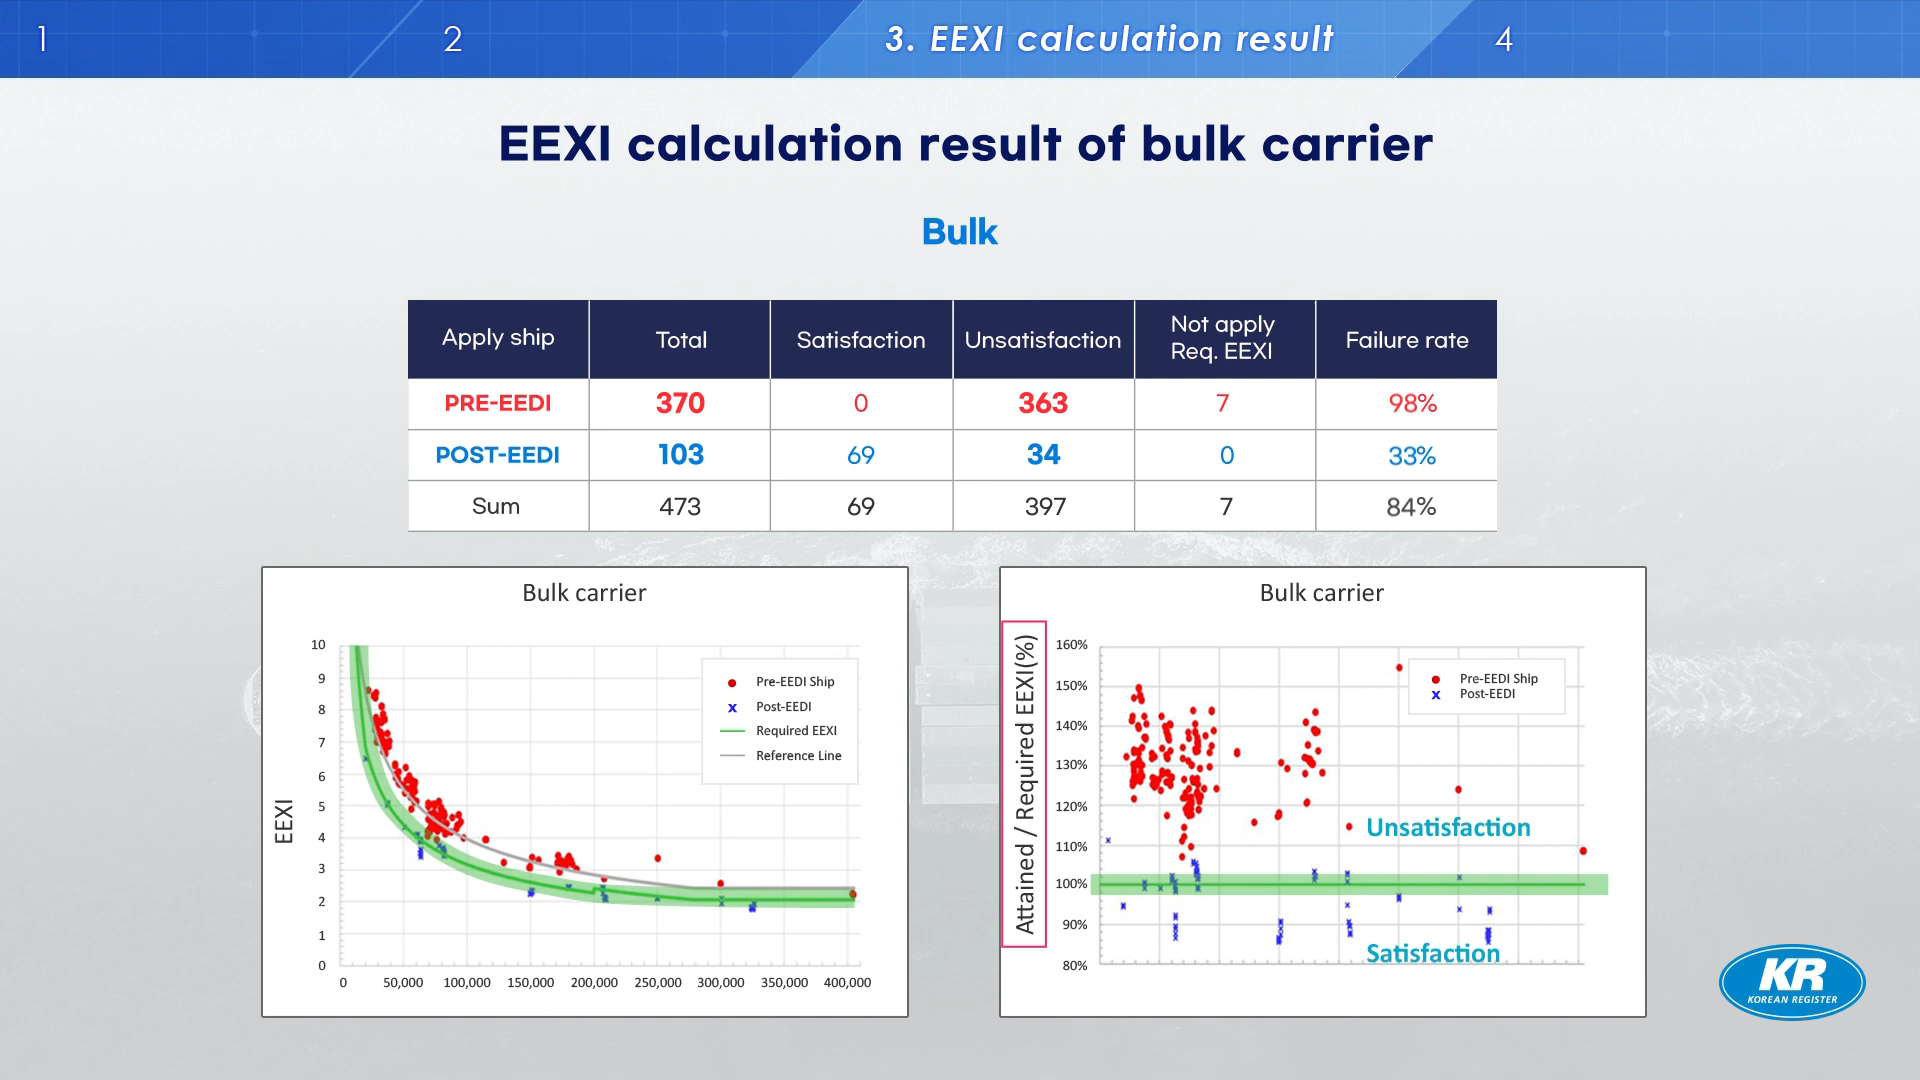 1
2
3. EEXI calculation result
4
EEXI calculation result of bulk carrier
Bulk
Apply ship Total Satisfaction Unsatisfaction Not apply Req. EEXI Failure rate
PRE-EEDI 370 0 363 7 98%
POST-EEDI 103 69 34 0 33%
Sum 473 69 397 7 84%
Bulk carrier
EEXI
10
9
8
7
6
5
4
3
2
1
0
0 50,000 100,000 150,000 200,000 250,000 300,000 350,000 400,000
Pre-EEDI Ship
Post-EEDI
Required EEXI
Reference Line
Bulk carrier
Attained / Required EEXI(%)
160%
150%
140%
130%
120%
110%
100%
90%
80%
Pre-EEDI Ship
Post-EEDI
Unsatisfaction
Satisfaction
KR
KOREAN REGISTER